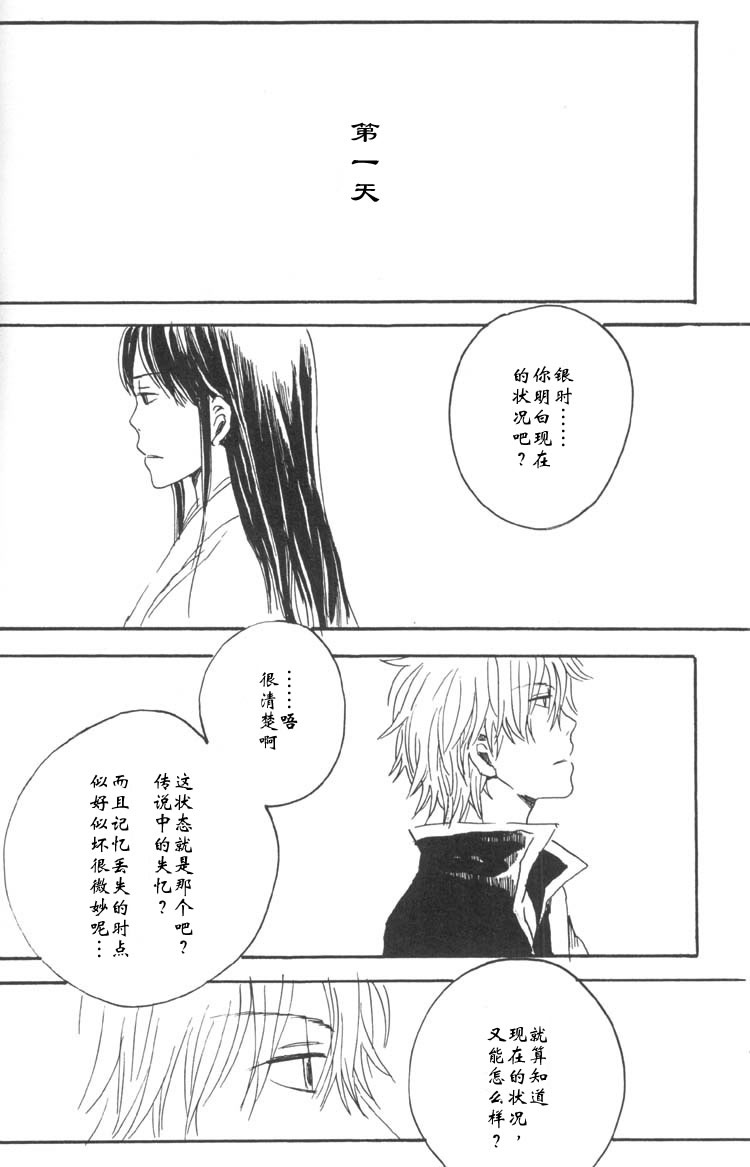 第一天
银时……
你明白现在
的状况吧？
……唔
很清楚啊
这状态就是那个吧？
传说中的失忆？
而且记忆丢失的时点
似好似坏很微妙呢…
就算知道
现在的状况，
又能怎么样？